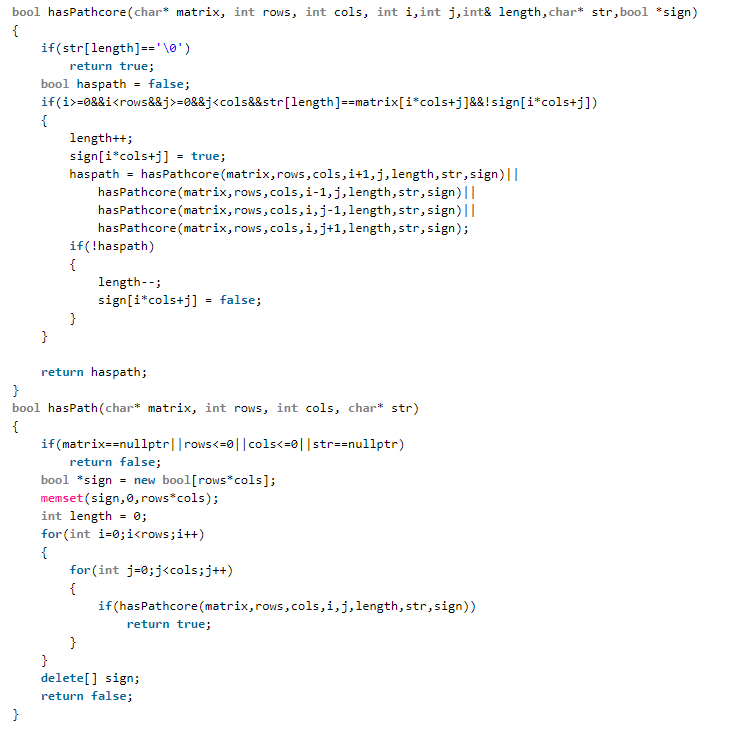 bool hasPathcore(char* matrix, int rows, int cols, int i,int j,int& length,char* str,bool *sign)
{
    if(str[length]=='\0')
        return true;
    bool haspath = false;
    if(i>=0&&i<rows&&j>=0&&j<cols&&str[length]==matrix[i*cols+j]&&!sign[i*cols+j])
    {
        length++;
        sign[i*cols+j] = true;
        haspath = hasPathcore(matrix,rows,cols,i+1,j,length,str,sign)||
            hasPathcore(matrix,rows,cols,i-1,j,length,str,sign)||
            hasPathcore(matrix,rows,cols,i,j-1,length,str,sign)||
            hasPathcore(matrix,rows,cols,i,j+1,length,str,sign);
        if(!haspath)
        {
            length--;
            sign[i*cols+j] = false;
        }
    }

    return haspath;
}
bool hasPath(char* matrix, int rows, int cols, char* str)
{
    if(matrix==nullptr||rows<=0||cols<=0||str==nullptr)
        return false;
    bool *sign = new bool[rows*cols];
    memset(sign,0,rows*cols);
    int length = 0;
    for(int i=0;i<rows;i++)
    {
        for(int j=0;j<cols;j++)
        {
            if(hasPathcore(matrix,rows,cols,i,j,length,str,sign))
                return true;
        }
    }
    delete[] sign;
    return false;
}